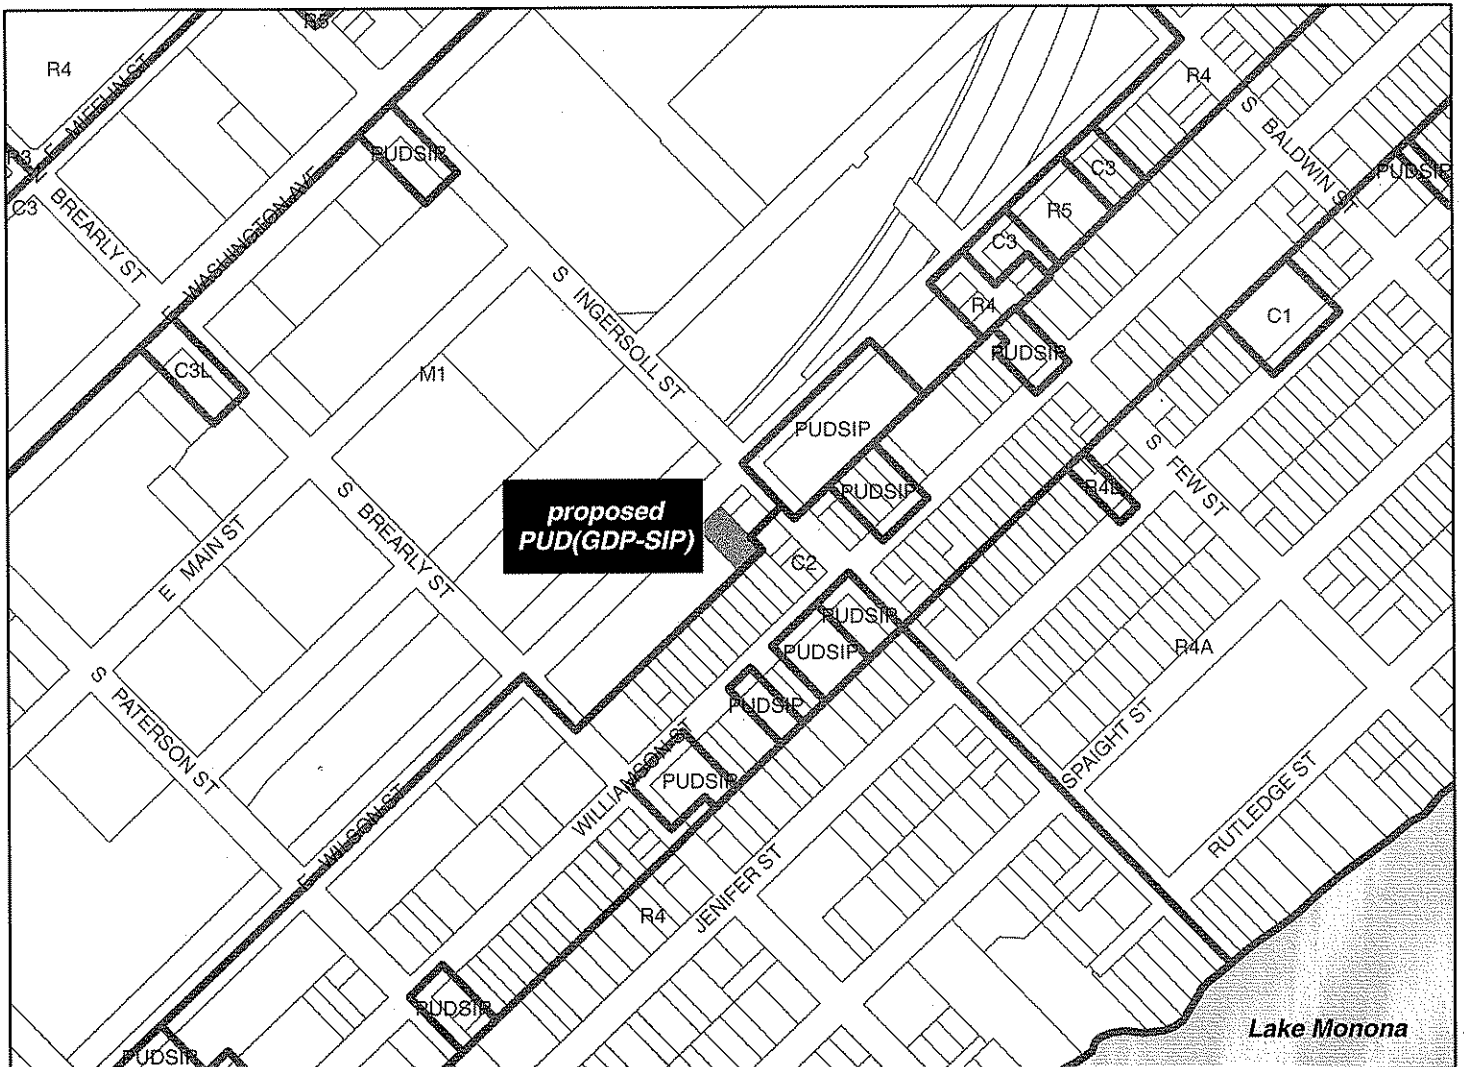 R5
R4
E MIFFLIN ST
R4
PUDSIP
R3
S BALDWIN ST
C3
PUDSIP
C3
BREARLY ST
E WASHINGTON AVE
R5
C3
S INGERSOLL ST
R4
C1
PUDSIP
C3L
M1
PUDSIP
S FEW ST
PUDSIP
R4L
S BREARLY ST
proposed
PUD(GDP-SIP)
E MAIN ST
C2
PUDSIP
R4A
PUDSIP
S PATERSON ST
PUDSIP
SPAIGHT ST
WILLIAMSON ST
PUDSIP
RUTLEDGE ST
E WILSON ST
JENIFER ST
R4
PUDSIP
Lake Monona
PUDSIP